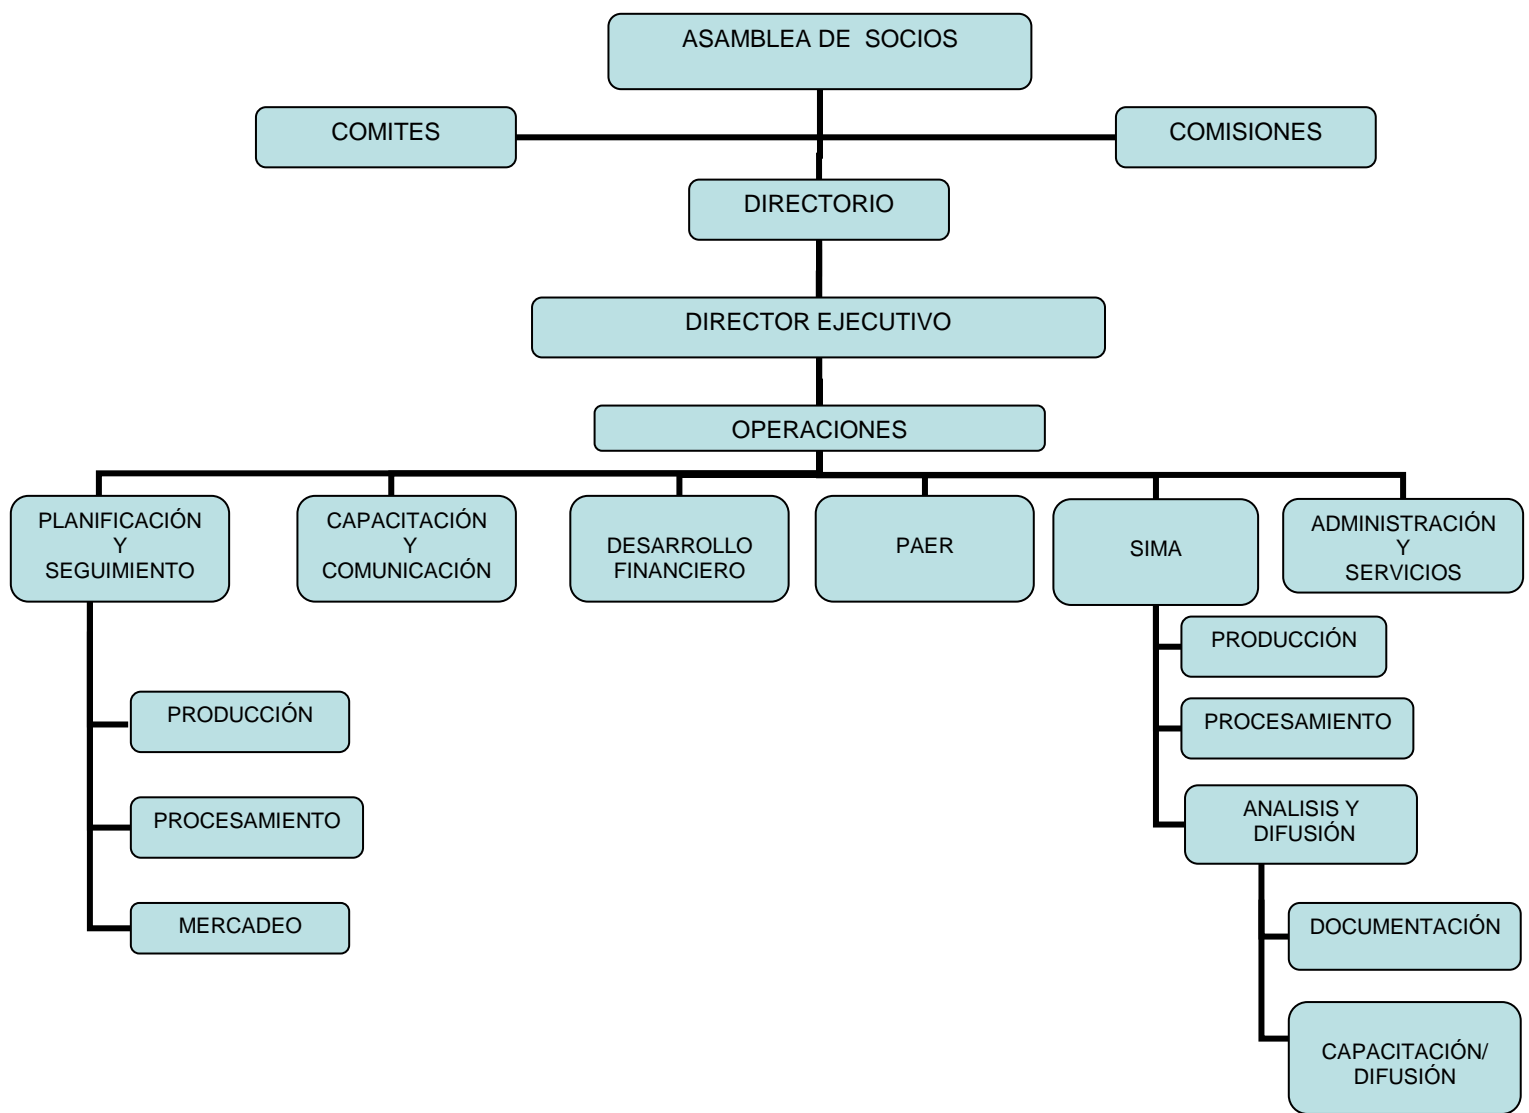 ASAMBLEA DE SOCIOS
COMITES
COMISIONES
DIRECTORIO
DIRECTOR EJECUTIVO
OPERACIONES
PLANIFICACIÓN
Y
SEGUIMIENTO
CAPACITACIÓN
Y
COMUNICACIÓN
DESARROLLO
FINANCIERO
PAER
SIMA
ADMINISTRACIÓN
Y
SERVICIOS
PRODUCCIÓN
PROCESAMIENTO
MERCADEO
PRODUCCIÓN
PROCESAMIENTO
ANALISIS Y
DIFUSIÓN
DOCUMENTACIÓN
CAPACITACIÓN/
DIFUSIÓN